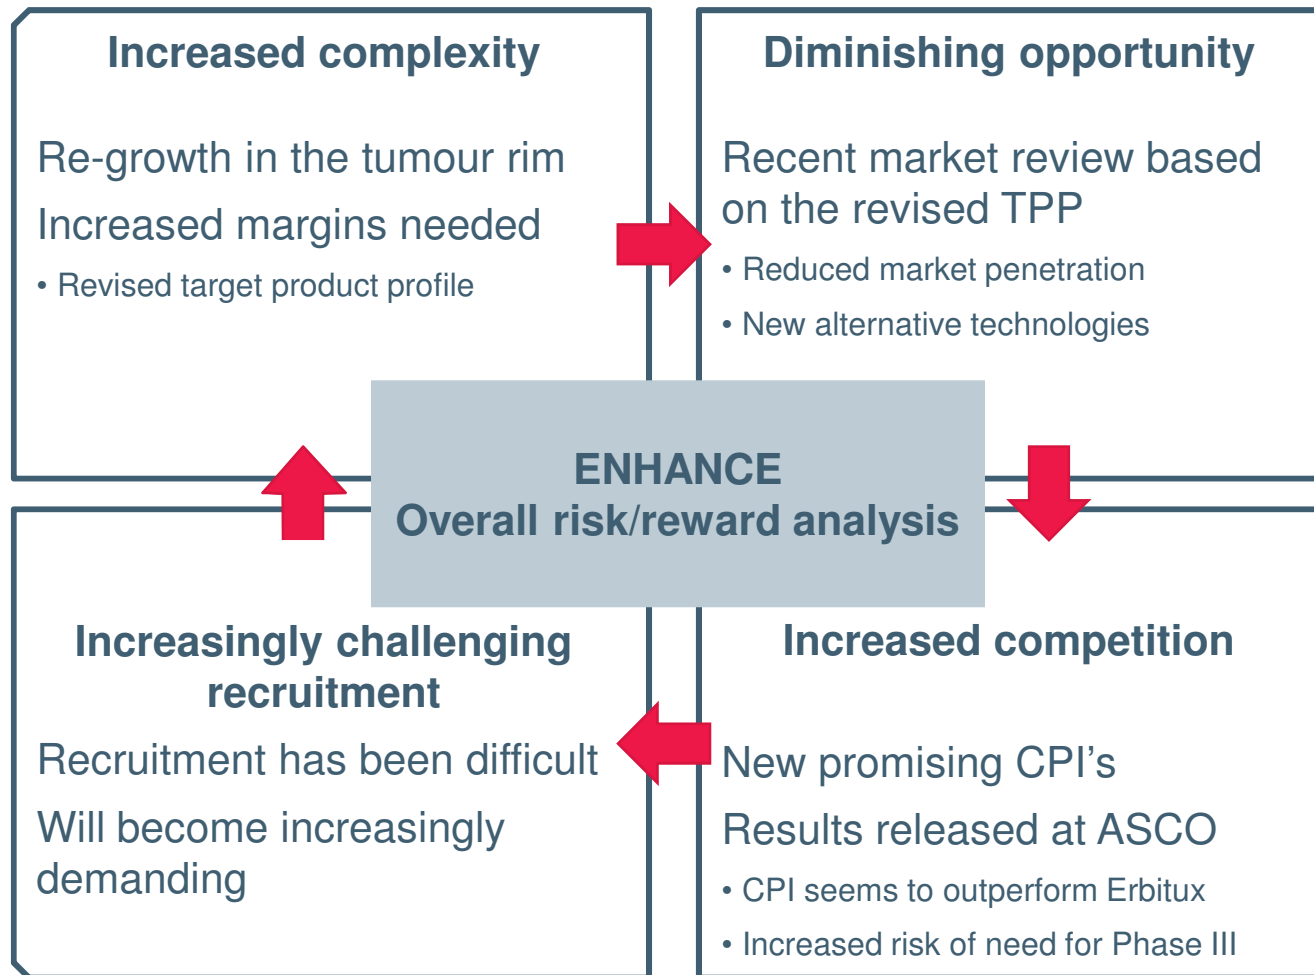 Increased complexity
Re-growth in the tumour rim
Increased margins needed
• Revised target product profile
Diminishing opportunity
Recent market review based
on the revised TPP
• Reduced market penetration
• New alternative technologies
ENHANCE
Overall risk/reward analysis
Increasingly challenging
recruitment
Recruitment has been difficult
Will become increasingly
demanding
Increased competition
New promising CPI’s
Results released at ASCO
• CPI seems to outperform Erbitux
• Increased risk of need for Phase III